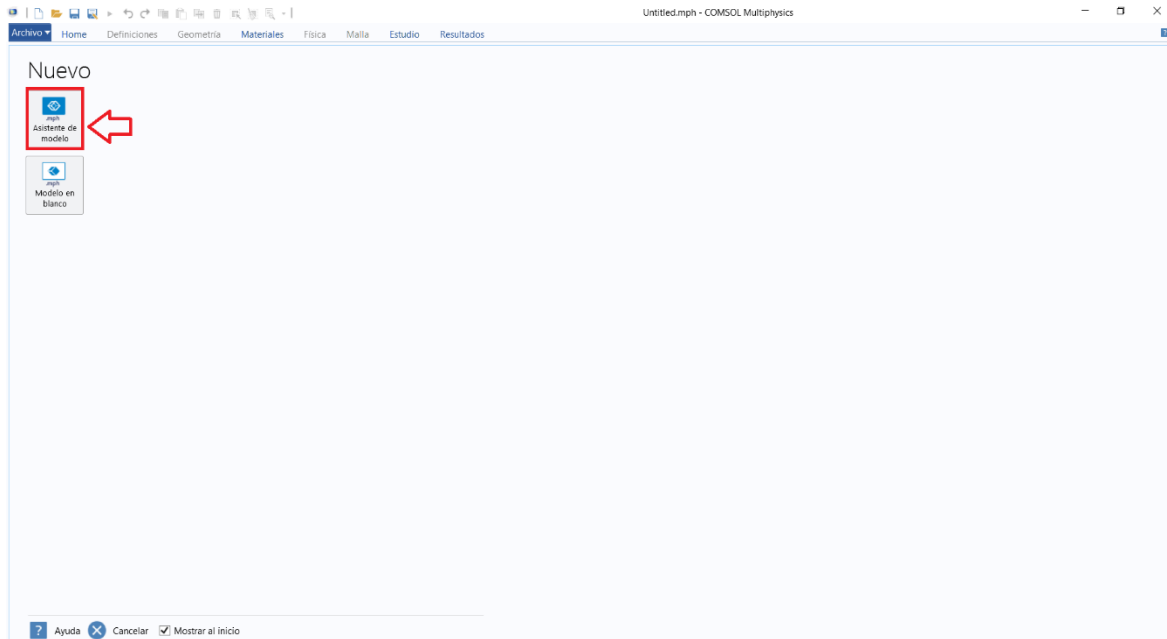 Untitled.mph - COMSOL Multiphysics
Archivo Home Definiciones Geometría Materiales Física Malla Estudio Resultados
Nuevo
.mph
Asistente de
modelo
.mph
Modelo en
blanco
? Ayuda Cancelar Mostrar al inicio